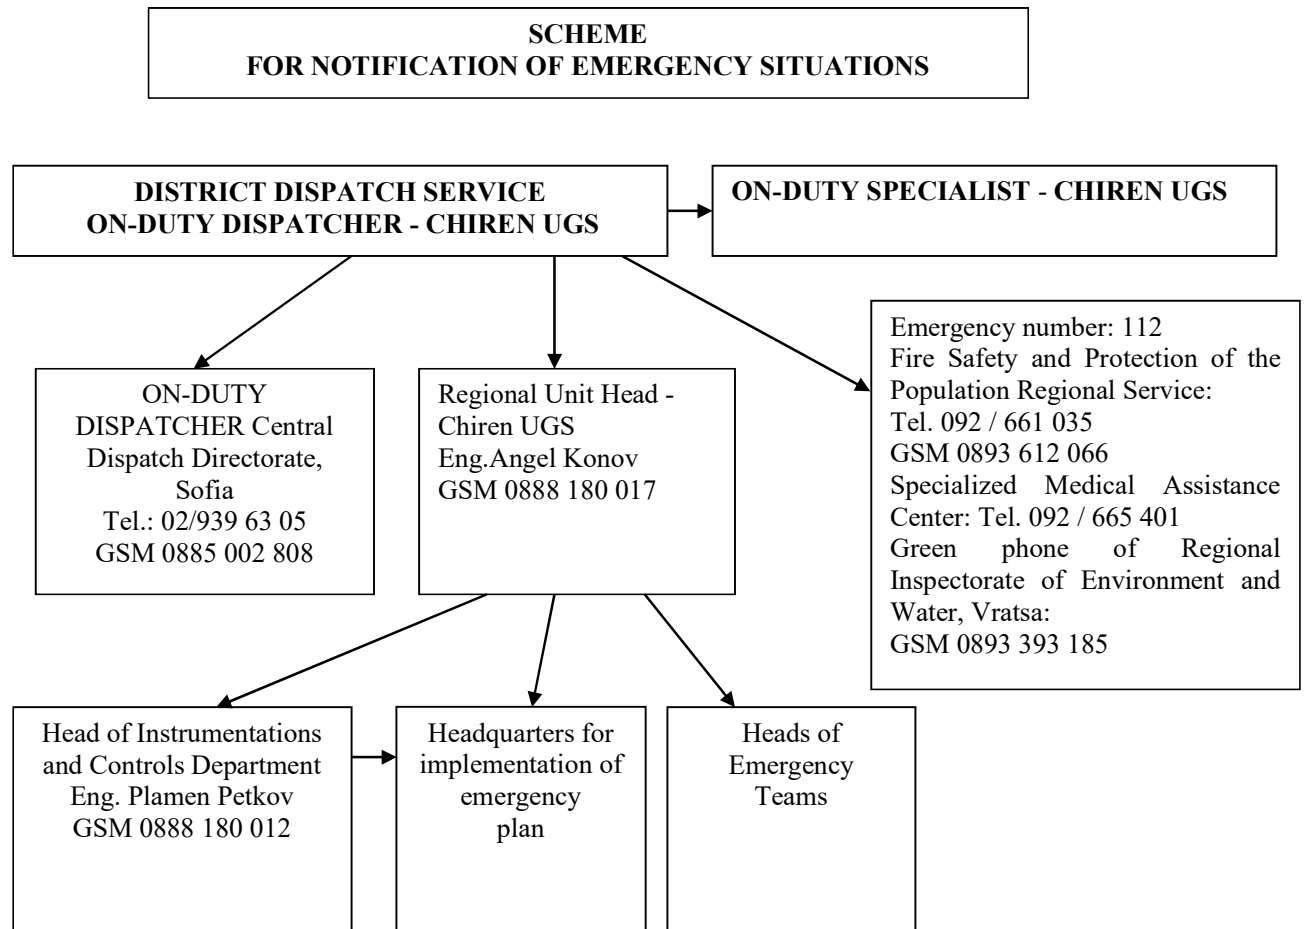 SCHEME
FOR NOTIFICATION OF EMERGENCY SITUATIONS
DISTRICT DISPATCH SERVICE
ON-DUTY DISPATCHER - CHIREN UGS
ON-DUTY SPECIALIST - CHIREN UGS
ON-DUTY
DISPATCHER Central
Dispatch Directorate,
Sofia
Tel.: 02/939 63 05
GSM 0885 002 808
Regional Unit Head -
Chiren UGS
Eng.Angel Konov
GSM 0888 180 017
Emergency number: 112
Fire Safety and Protection of the
Population Regional Service:
Tel. 092 / 661 035
GSM 0893 612 066
Specialized Medical Assistance
Center: Tel. 092 / 665 401
Green phone of Regional
Inspectorate of Environment and
Water, Vratsa:
GSM 0893 393 185
Head of Instrumentations
and Controls Department
Eng. Plamen Petkov
GSM 0888 180 012
Headquarters for
implementation of
emergency
plan
Heads of
Emergency
Teams